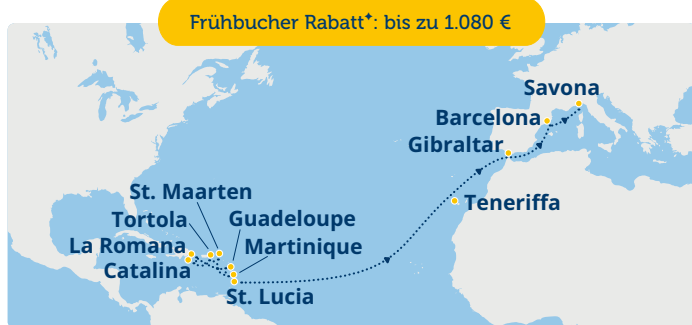 Frühbucher Rabatt✦: bis zu 1.080 €
Savona
Barcelona
Gibraltar
St. Maarten
Tortola
Guadeloupe
Teneriffa
La Romana
Martinique
Catalina
St. Lucia